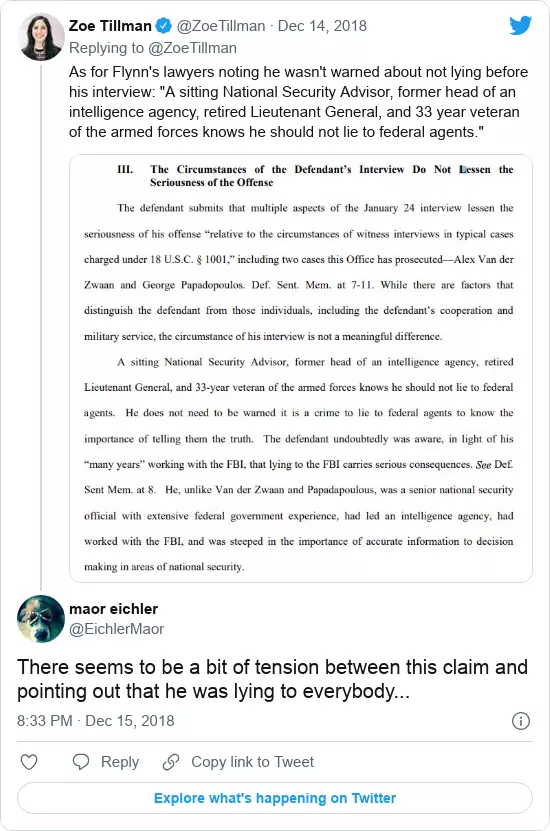 Zoe Tillman @ZoeTillman · Dec 14, 2018
Replying to @ZoeTillman
As for Flynn's lawyers noting he wasn't warned about not lying before
his interview: "A sitting National Security Advisor, former head of an
intelligence agency, retired Lieutenant General, and 33 year veteran
of the armed forces knows he should not lie to federal agents."
III. The Circumstances of the Defendant's Interview Do Not Lessen the
Seriousness of the Offense
The defendant submits that multiple aspects of the January 24 interview lessen the
seriousness of his offense "relative to the circumstances of witness interviews in typical cases
charged under 18 U.S.C. § 1001," including two cases this Office has prosecuted—Alex Van der
Zwaan and George Papadopoulos. Def. Sent. Mem. at 7-11. While there are factors that
distinguish the defendant from those individuals, including the defendant's cooperation and
military service, the circumstance of his interview is not a meaningful difference.
A sitting National Security Advisor, former head of an intelligence agency, retired
Lieutenant General, and 33-year veteran of the armed forces knows he should not lie to federal
agents. He does not need to be warned it is a crime to lie to federal agents to know the
importance of telling them the truth. The defendant undoubtedly was aware, in light of his
"many years" working with the FBI, that lying to the FBI carries serious consequences. See Def.
Sent Mem. at 8. He, unlike Van der Zwaan and Papadapoulous, was a senior national security
official with extensive federal government experience, had led an intelligence agency, had
worked with the FBI, and was steeped in the importance of accurate information to decision
making in areas of national security.
maor eichler
@EichlerMaor
There seems to be a bit of tension between this claim and
pointing out that he was lying to everybody...
8:33 PM · Dec 15, 2018
Reply Copy link to Tweet
Explore what's happening on Twitter